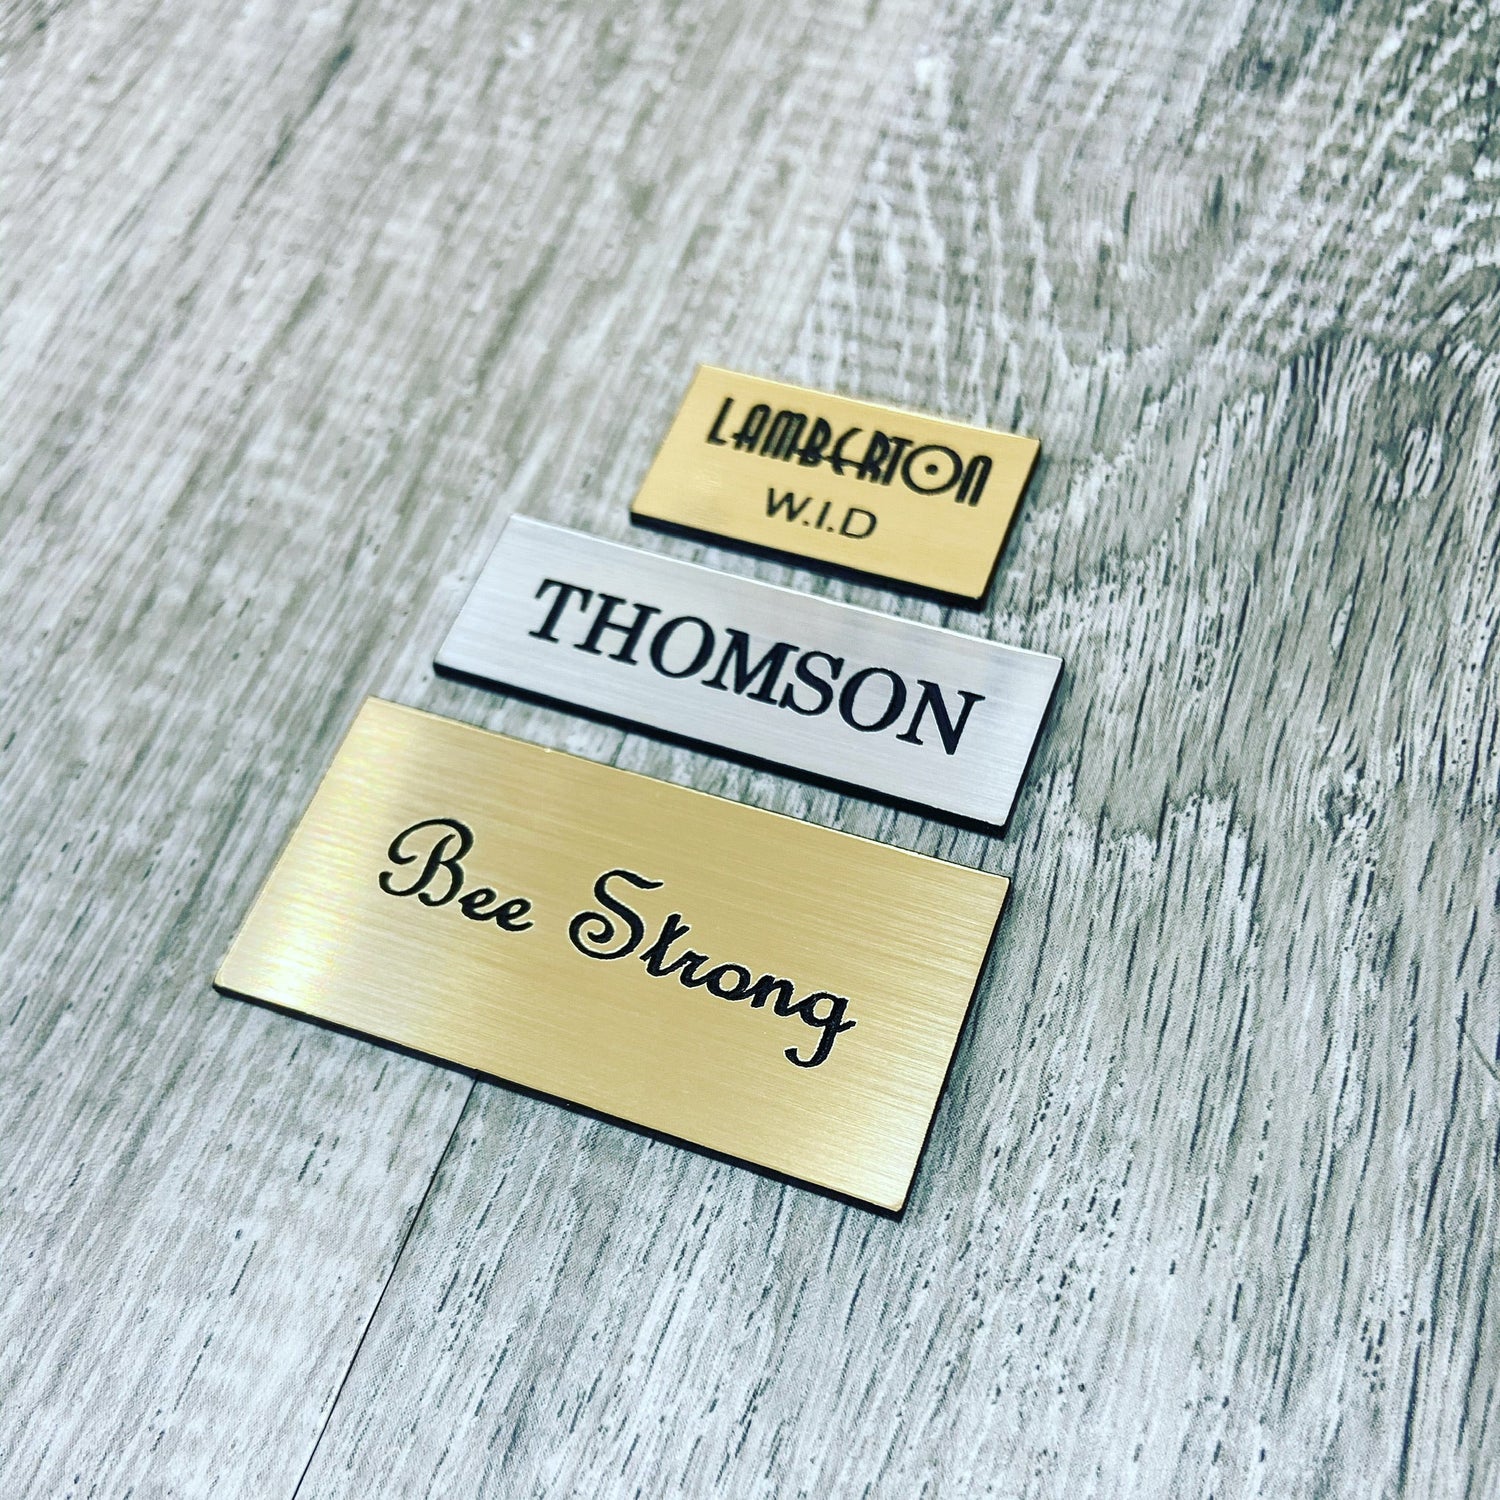 LAMBERTON
W.I.D
THOMSON
Bee Strong